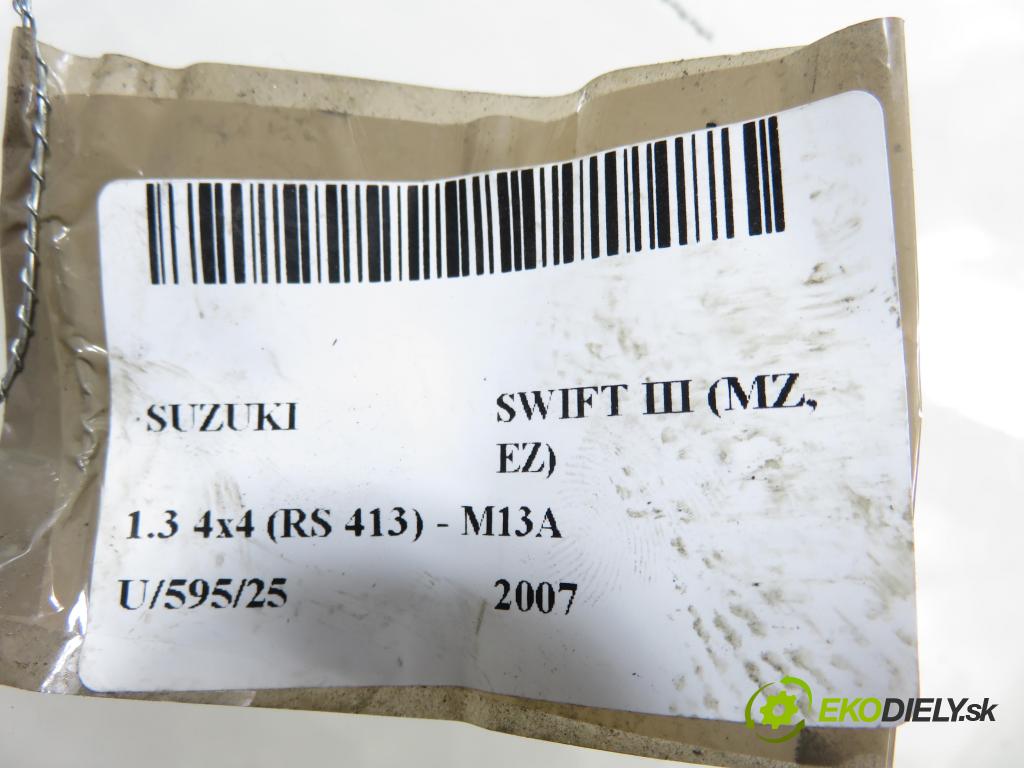 SUZUKI SWIFT III (MZ,
EZ)
1.3 4x4 (RS 413) - M13A
U/595/25 2007
EKODIELY.sk